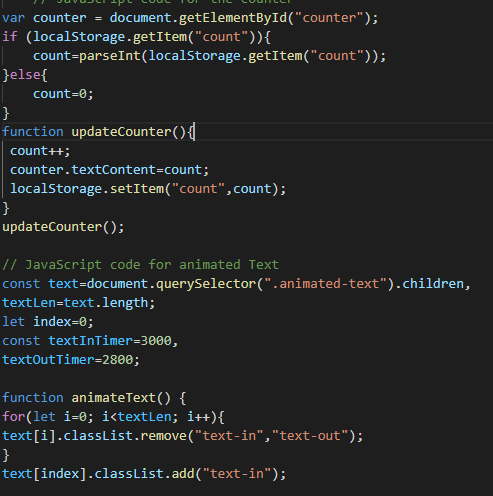 // JavaScript code for the counter
var counter = document.getElementById("counter");
if (localStorage.getItem("count")){
    count=parseInt(localStorage.getItem("count"));
}else{
    count=0;
}
function updateCounter(){
 count++;
 counter.textContent=count;
 localStorage.setItem("count",count);
}
updateCounter();

// JavaScript code for animated Text
const text=document.querySelector(".animated-text").children,
textLen=text.length;
let index=0;
const textInTimer=3000,
textOutTimer=2800;

function animateText() {
for(let i=0; i<textLen; i++){
text[i].classList.remove("text-in","text-out");
}
text[index].classList.add("text-in");